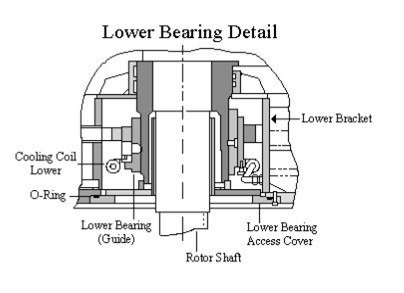 Lower Bearing Detail
Lower Bracket
Cooling Coil
Lower
O-Ring
Lower Bearing
(Guide)
Lower Bearing
Access Cover
Rotor Shaft